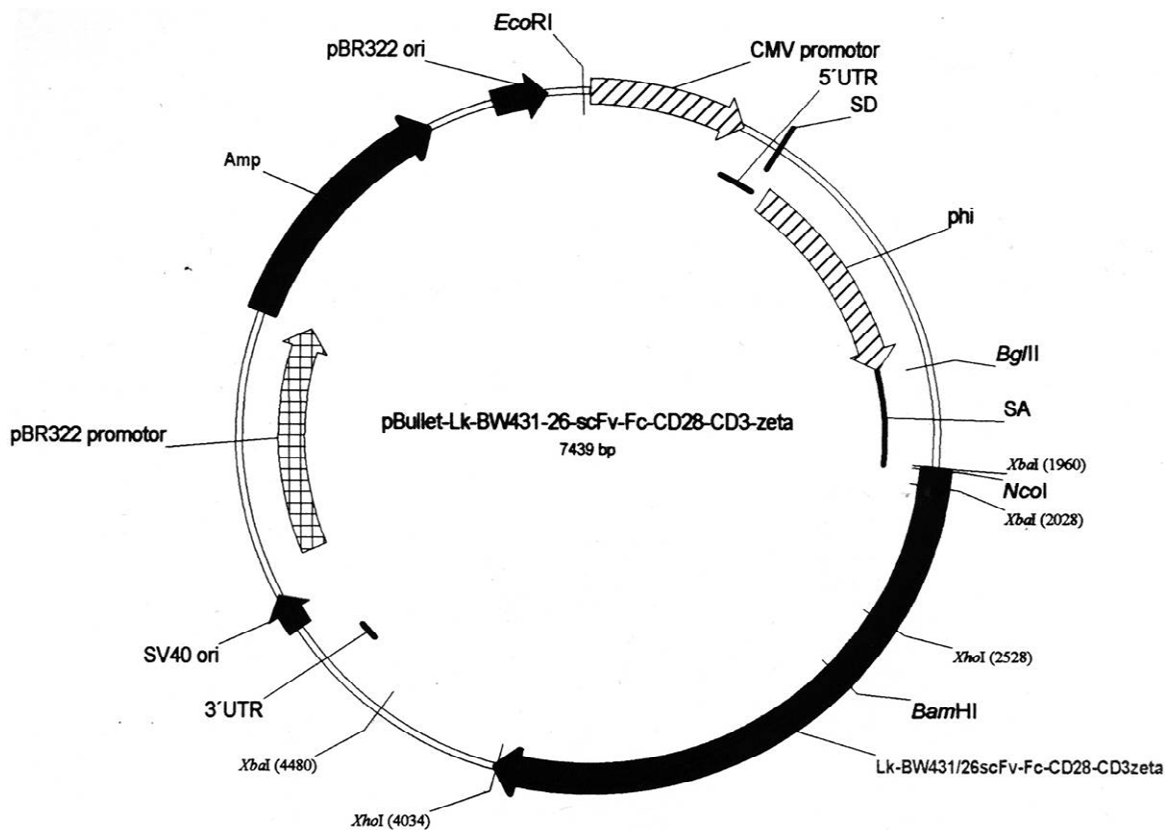 EcoRI
pBR322 ori
CMV promotor
5´UTR
SD
Amp
phi
BglII
pBullet-Lk-BW431-26-scFv-Fc-CD28-CD3-zeta
7439 bp
SA
pBR322 promotor
XbaI (1960)
NcoI
XbaI (2028)
SV40 ori
XhoI (2528)
3´UTR
BamHI
XbaI (4480)
Lk-BW431/26scFv-Fc-CD28-CD3zeta
XhoI (4034)